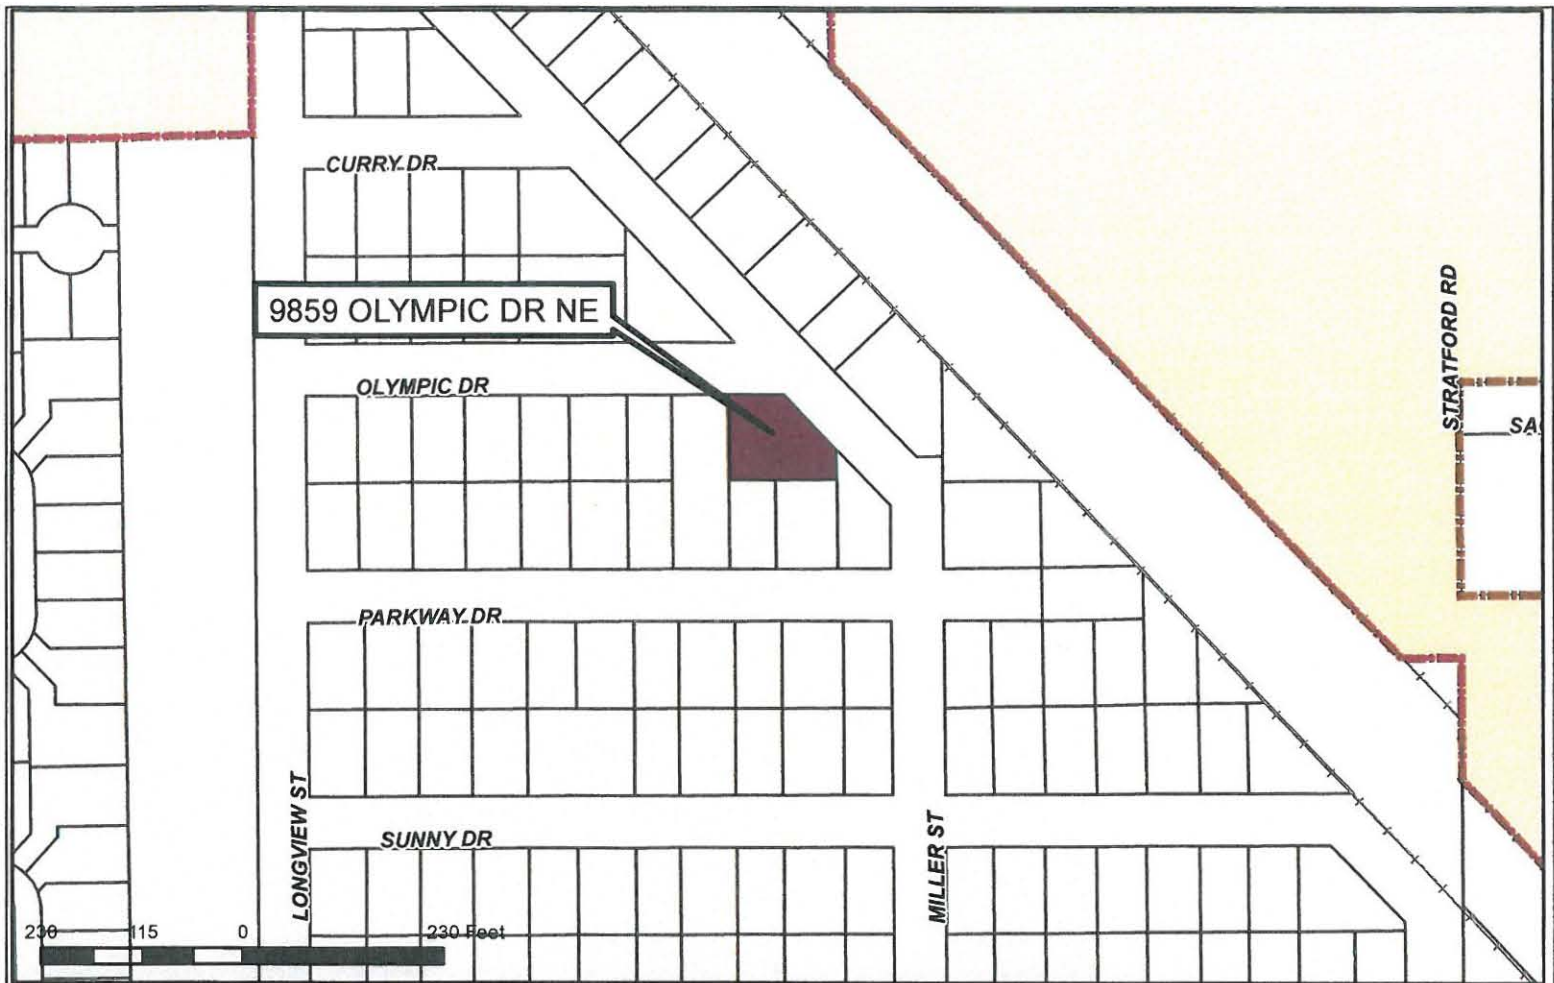 CURRY DR
9859 OLYMPIC DR NE
OLYMPIC DR
STRATFORD RD
SA
PARKWAY DR
LONGVIEW ST
SUNNY DR
MILLER ST
230 115 0 230 Feet